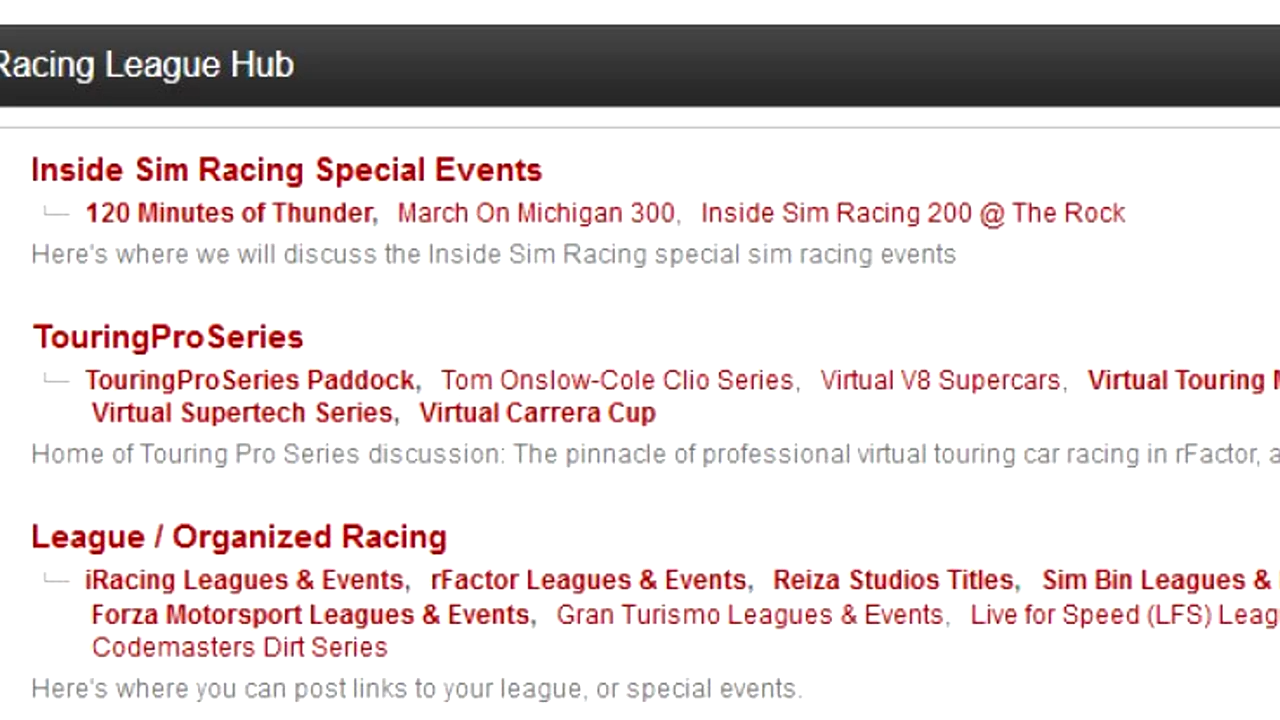 Racing League Hub
Inside Sim Racing Special Events
120 Minutes of Thunder, March On Michigan 300, Inside Sim Racing 200 @ The Rock
Here's where we will discuss the Inside Sim Racing special sim racing events
TouringProSeries
TouringProSeries Paddock, Tom Onslow-Cole Clio Series, Virtual V8 Supercars, Virtual Touring
Virtual Supertech Series, Virtual Carrera Cup
Home of Touring Pro Series discussion: The pinnacle of professional virtual touring car racing in rFactor,
League / Organized Racing
iRacing Leagues & Events, rFactor Leagues & Events, Reiza Studios Titles, Sim Bin Leagues &
Forza Motorsport Leagues & Events, Gran Turismo Leagues & Events, Live for Speed (LFS)
Codemasters Dirt Series
Here's where you can post links to your league, or special events.